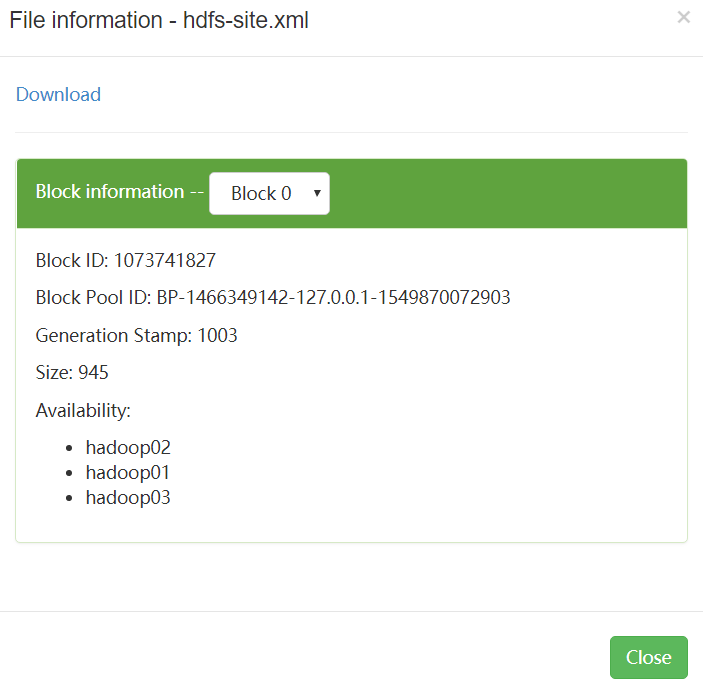 File information - hdfs-site.xml
×
Download
Block information -- Block 0
Block ID: 1073741827
Block Pool ID: BP-1466349142-127.0.0.1-1549870072903
Generation Stamp: 1003
Size: 945
Availability:
hadoop02
hadoop01
hadoop03
Close